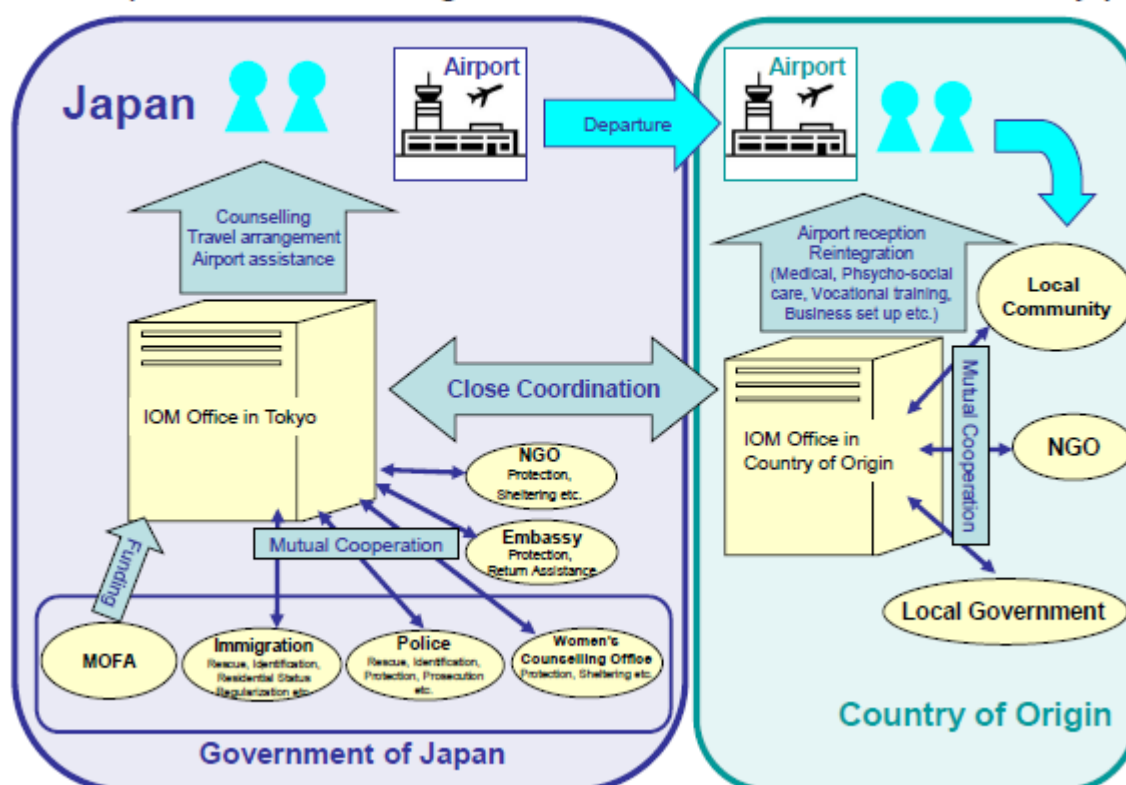 Japan
Airport
Departure
Airport
Counselling
Travel arrangement
Airport assistance
Airport reception
Reintegration
(Medical, Phsycho-social
care, Vocational training,
Business set up etc.)
Local
Community
IOM Office in Tokyo
Close Coordination
IOM Office in
Country of Origin
Mutual Cooperation
NGO
NGO
Protection,
Sheltering etc.
Embassy
Protection,
Return Assistance
Mutual Cooperation
Funding
Local Government
MOFA
Immigration
Rescue, Identification,
Residential Status
Regularization etc.
Police
Rescue, Identification,
Protection, Prosecution
etc.
Women's
Counselling Office
Protection, Sheltering etc.
Government of Japan
Country of Origin